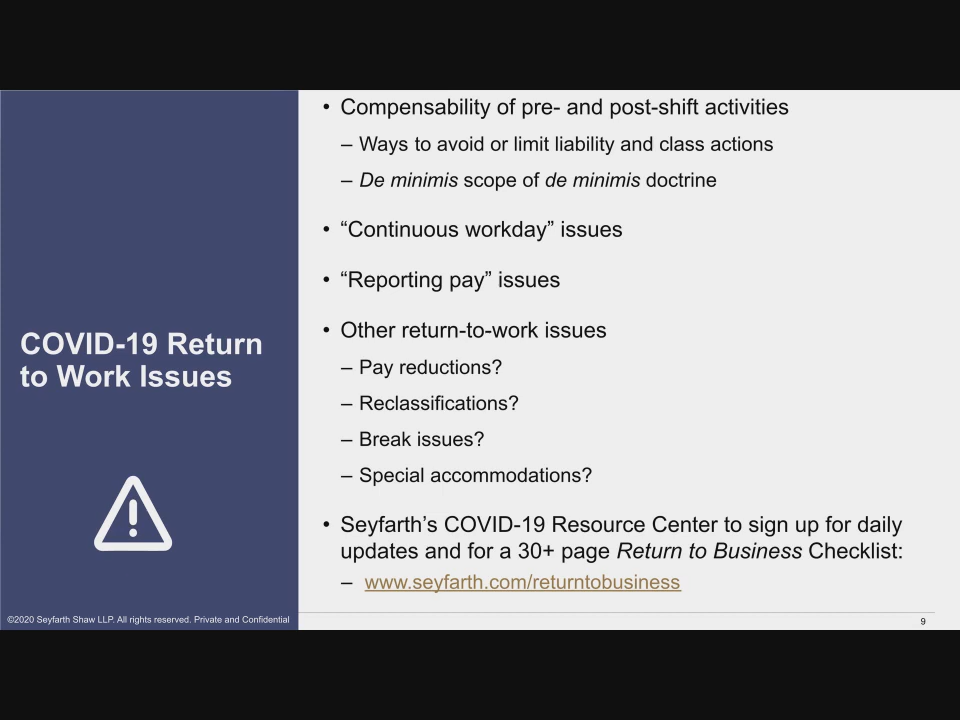 COVID-19 Return
to Work Issues
• Compensability of pre- and post-shift activities
– Ways to avoid or limit liability and class actions
– De minimis scope of de minimis doctrine
• “Continuous workday” issues
• “Reporting pay” issues
• Other return-to-work issues
– Pay reductions?
– Reclassifications?
– Break issues?
– Special accommodations?
• Seyfarth’s COVID-19 Resource Center to sign up for daily
updates and for a 30+ page Return to Business Checklist:
– www.seyfarth.com/returntobusiness
©2020 Seyfarth Shaw LLP. All rights reserved. Private and Confidential
9